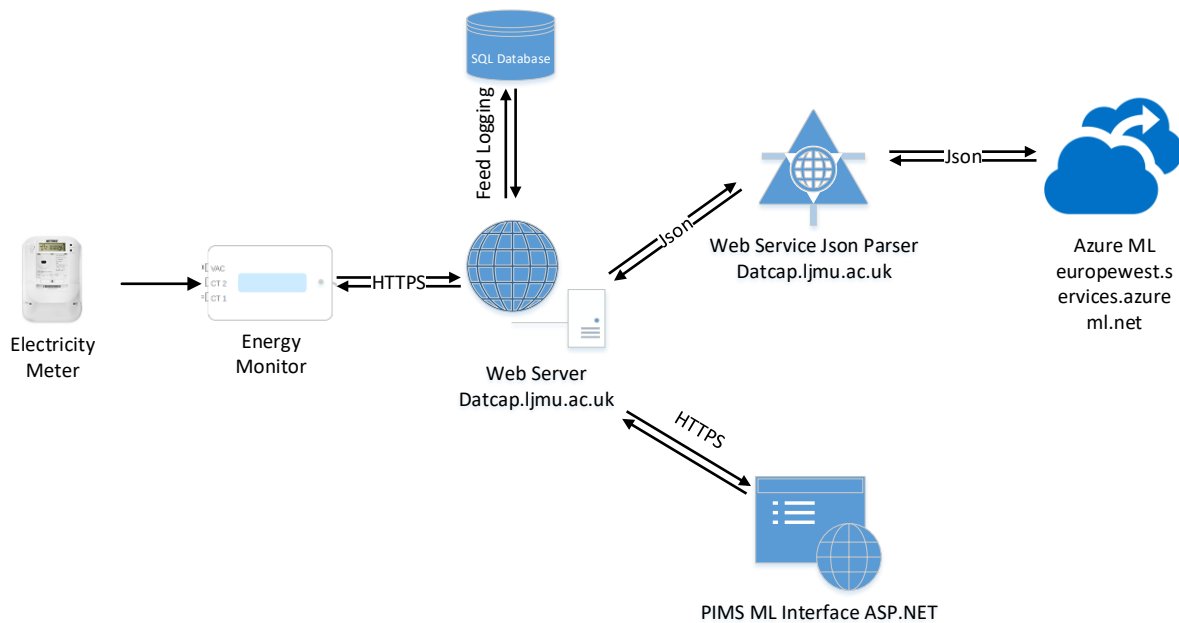 SQL Database
Feed Logging
Json
Json
Web Service Json Parser
Datcap.ljmu.ac.uk
Azure ML
europewest.s
ervices.azure
ml.net
VAC
CT 2
CT 1
HTTPS
Electricity
Meter
Energy
Monitor
Web Server
Datcap.ljmu.ac.uk
HTTPS
PIMS ML Interface ASP.NET